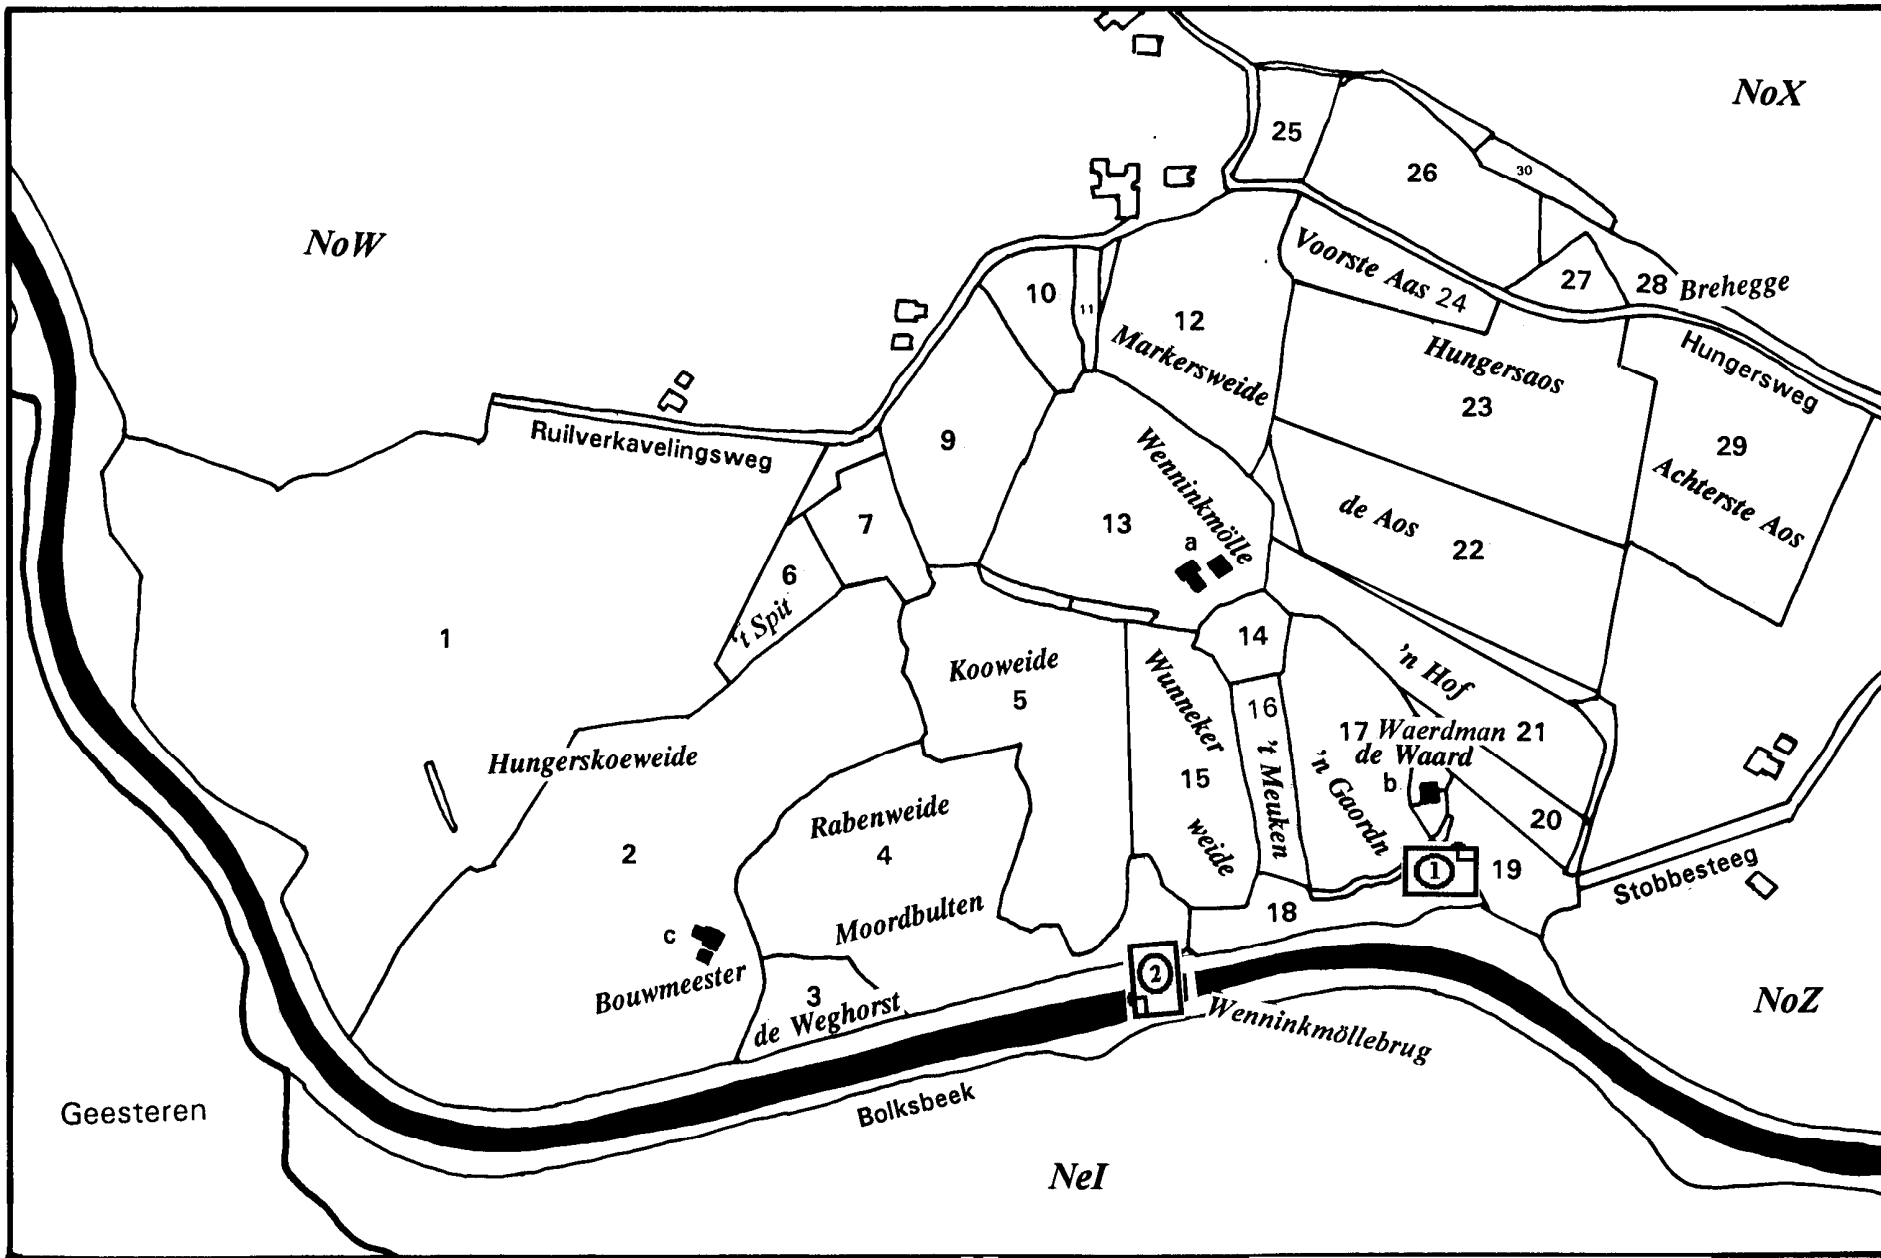 NoX
25
26
30
NoW
Voorste Aas 24
27
28 Brehegge
10
11
12
Markersweide
Hungersaos
23
Hungersweg
29
Achterste Aos
Ruilverkavelingsweg
9
Wenninkmölle
13
a
de Aos
22
7
6
't Spit
1
14
Kooweide
5
Wunneker
15
weide
16
't Meuken
'n Hof
17 Waerdman 21
de Waard
b
'n Gaordn
20
19
1
18
Stobbesteeg
Hungerskoeweide
2
Rabenweide
4
Moordbulten
c
Bouwmeester
3
de Weghorst
2
Wenninkmöllebrug
NoZ
Bolksbeek
Geesteren
NeI